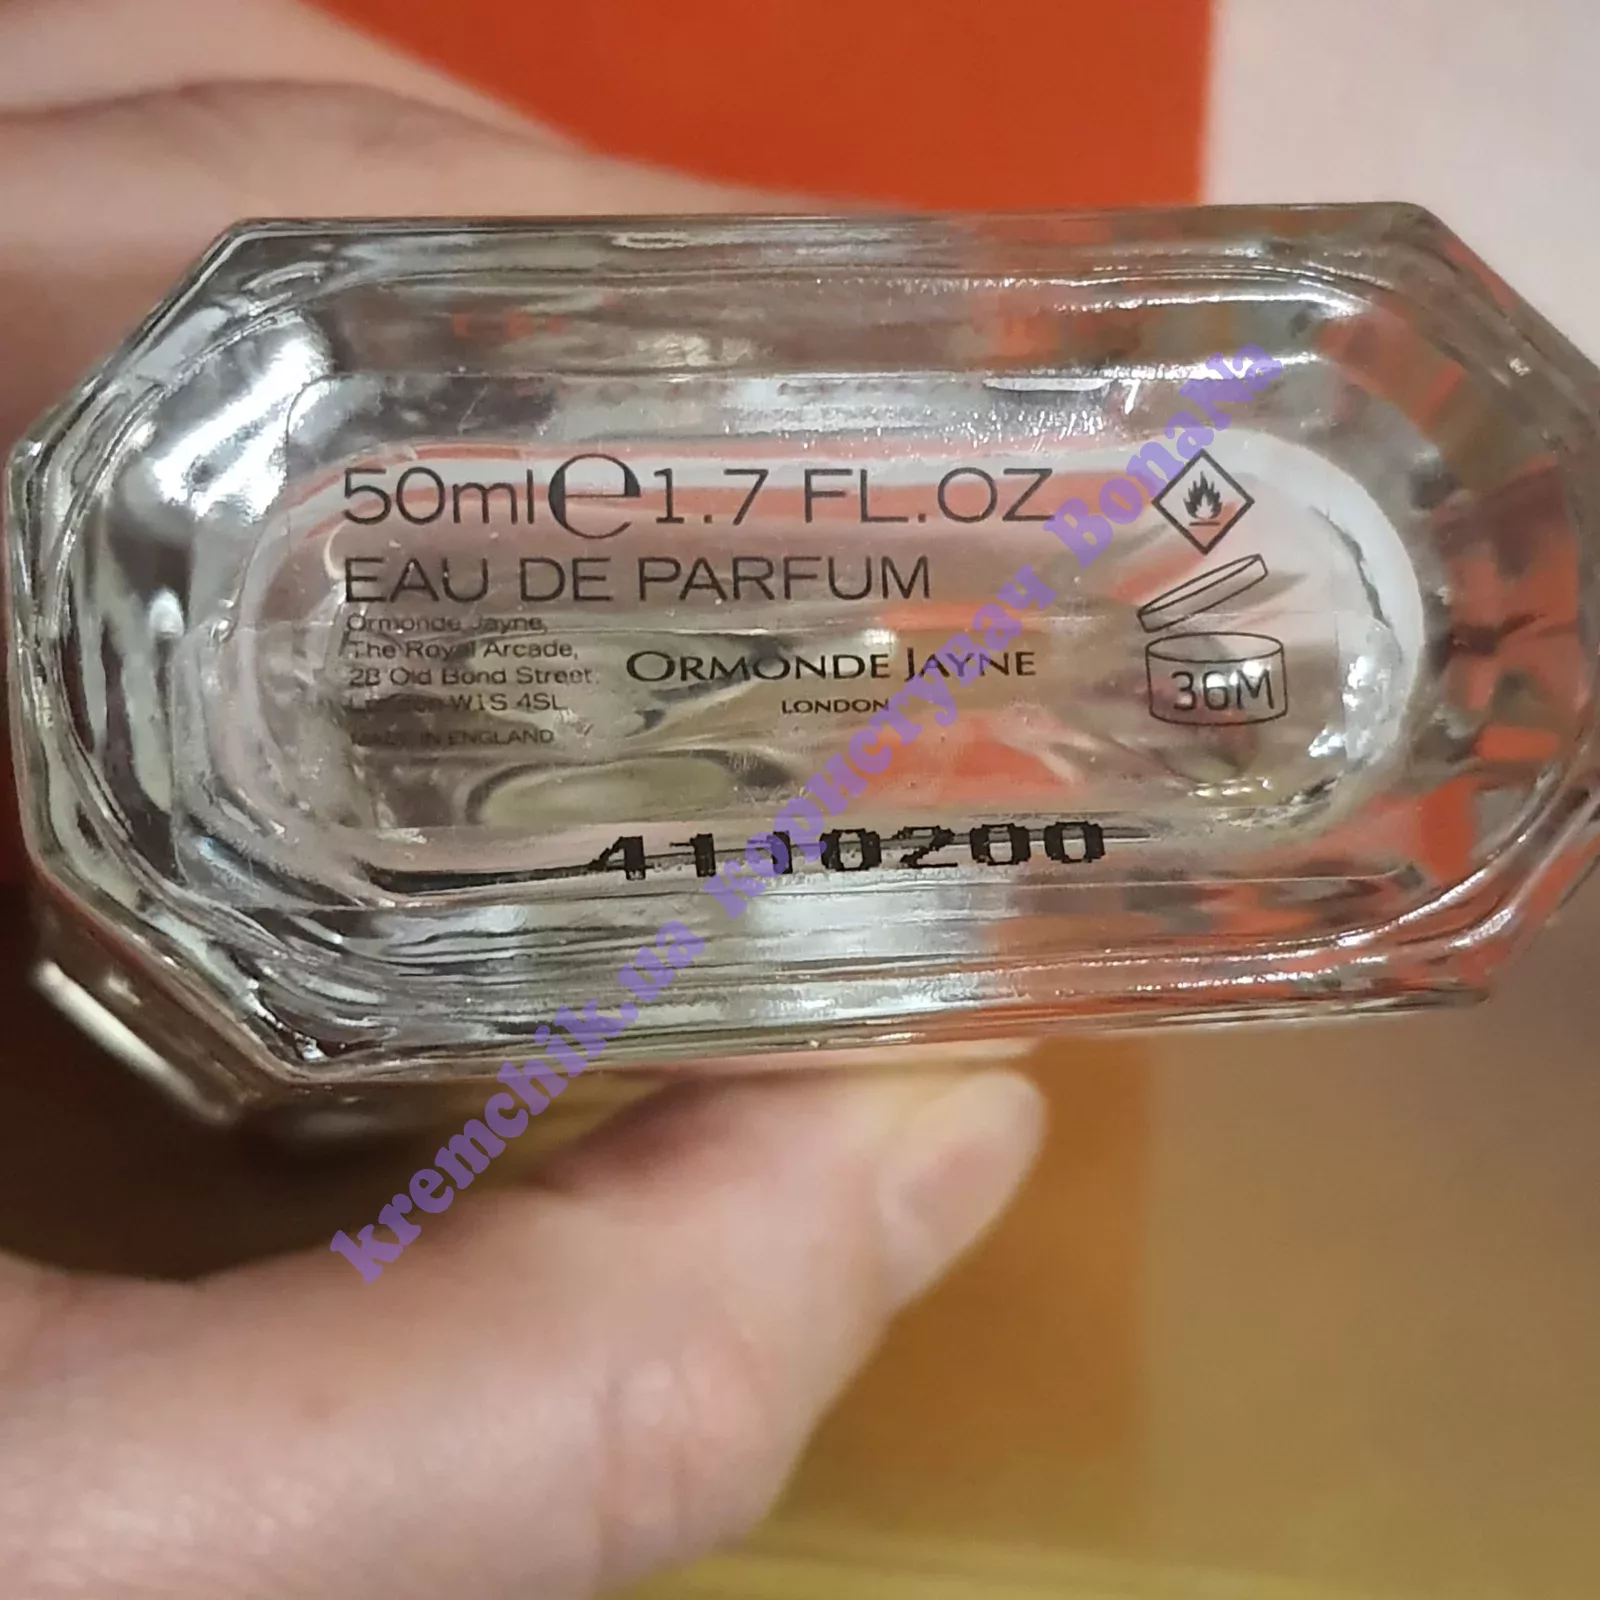 50ml℮1.7 FL.OZ
EAU DE PARFUM
Ormonde Jayne,
The Royal Arcade,
28 Old Bond Street,
London W1S 4SL
MADE IN ENGLAND
ORMONDE JAYNE
LONDON
36M
4110200
kremchik.ua користувач BonaNa